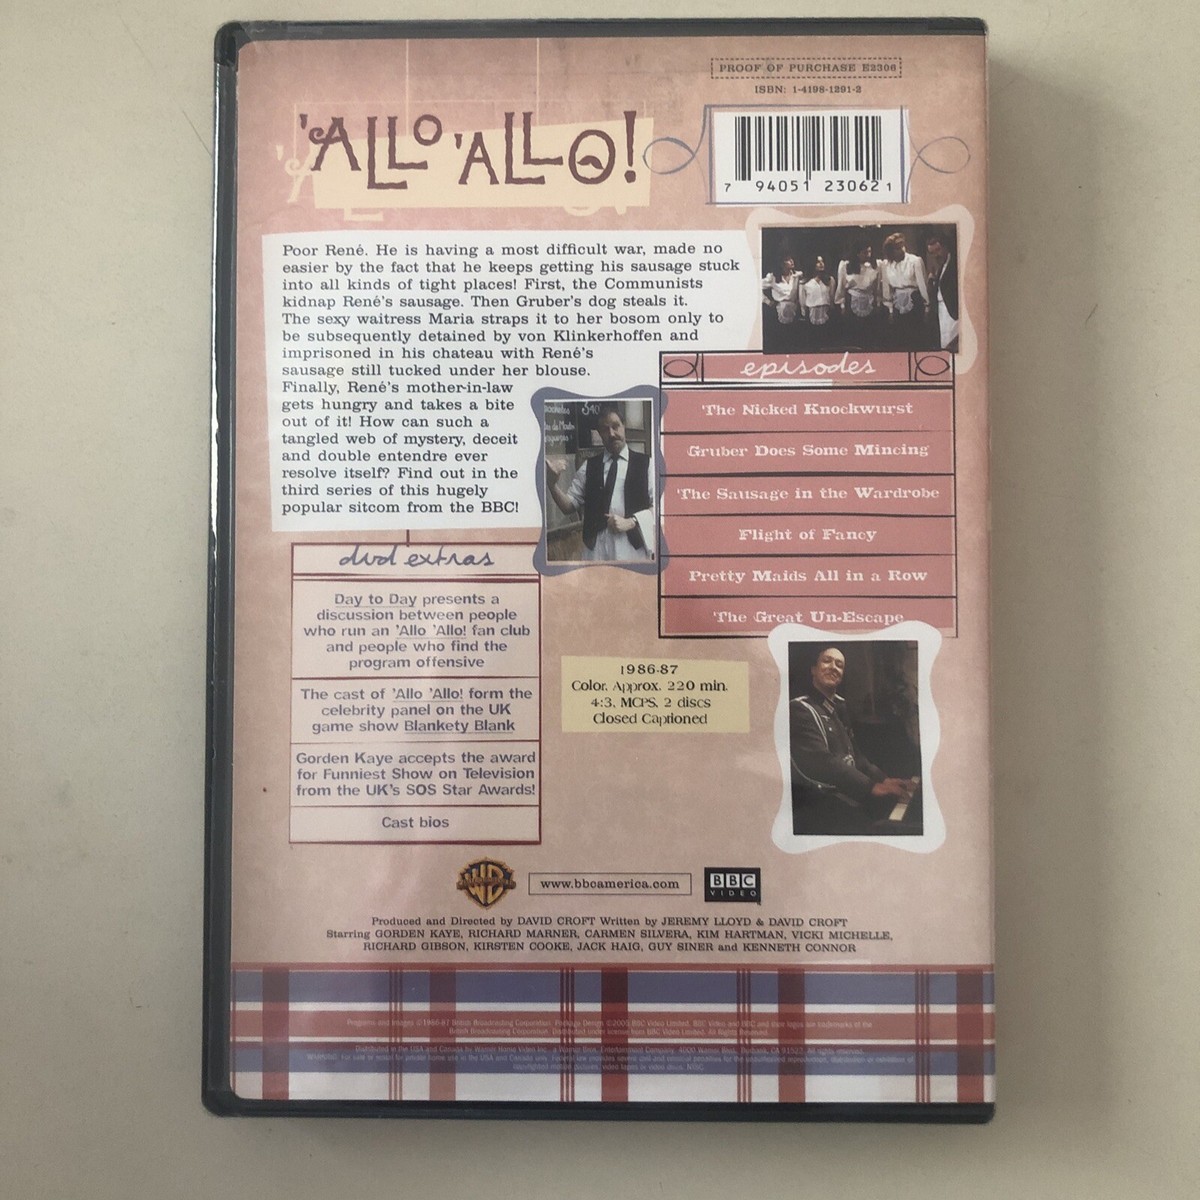 PROOF OF PURCHASE E2306
ISBN: 1-4198-1291-2
'ALLO 'ALLO!
7 94051 23062 1
Poor René. He is having a most difficult war, made no
easier by the fact that he keeps getting his sausage stuck
into all kinds of tight places! First, the Communists
kidnap René's sausage. Then Gruber's dog steals it.
The sexy waitress Maria straps it to her bosom only to
be subsequently detained by von Klinkerhoffen and
imprisoned in his chateau with René's
sausage still tucked under her blouse.
Finally, René's mother-in-law
gets hungry and takes a bite
out of it! How can such a
tangled web of mystery, deceit
and double entendre ever
resolve itself? Find out in the
third series of this hugely
popular sitcom from the BBC!
episodes
The Nicked Knockwurst
Gruber Does Some Mincing
The Sausage in the Wardrobe
Flight of Fancy
Pretty Maids All in a Row
The Great Un-Escape
dvd extras
Day to Day presents a
discussion between people
who run an 'Allo 'Allo! fan club
and people who find the
program offensive
The cast of 'Allo 'Allo! form the
celebrity panel on the UK
game show Blankety Blank
Gorden Kaye accepts the award
for Funniest Show on Television
from the UK's SOS Star Awards!
Cast bios
1986-87
Color. Approx. 220 min.
4:3. MCPS. 2 discs
Closed Captioned
WB
www.bbcamerica.com
BBC
VIDEO
Produced and Directed by DAVID CROFT Written by JEREMY LLOYD & DAVID CROFT
Starring GORDEN KAYE, RICHARD MARNER, CARMEN SILVERA, KIM HARTMAN, VICKI MICHELLE,
RICHARD GIBSON, KIRSTEN COOKE, JACK HAIG, GUY SINER and KENNETH CONNOR